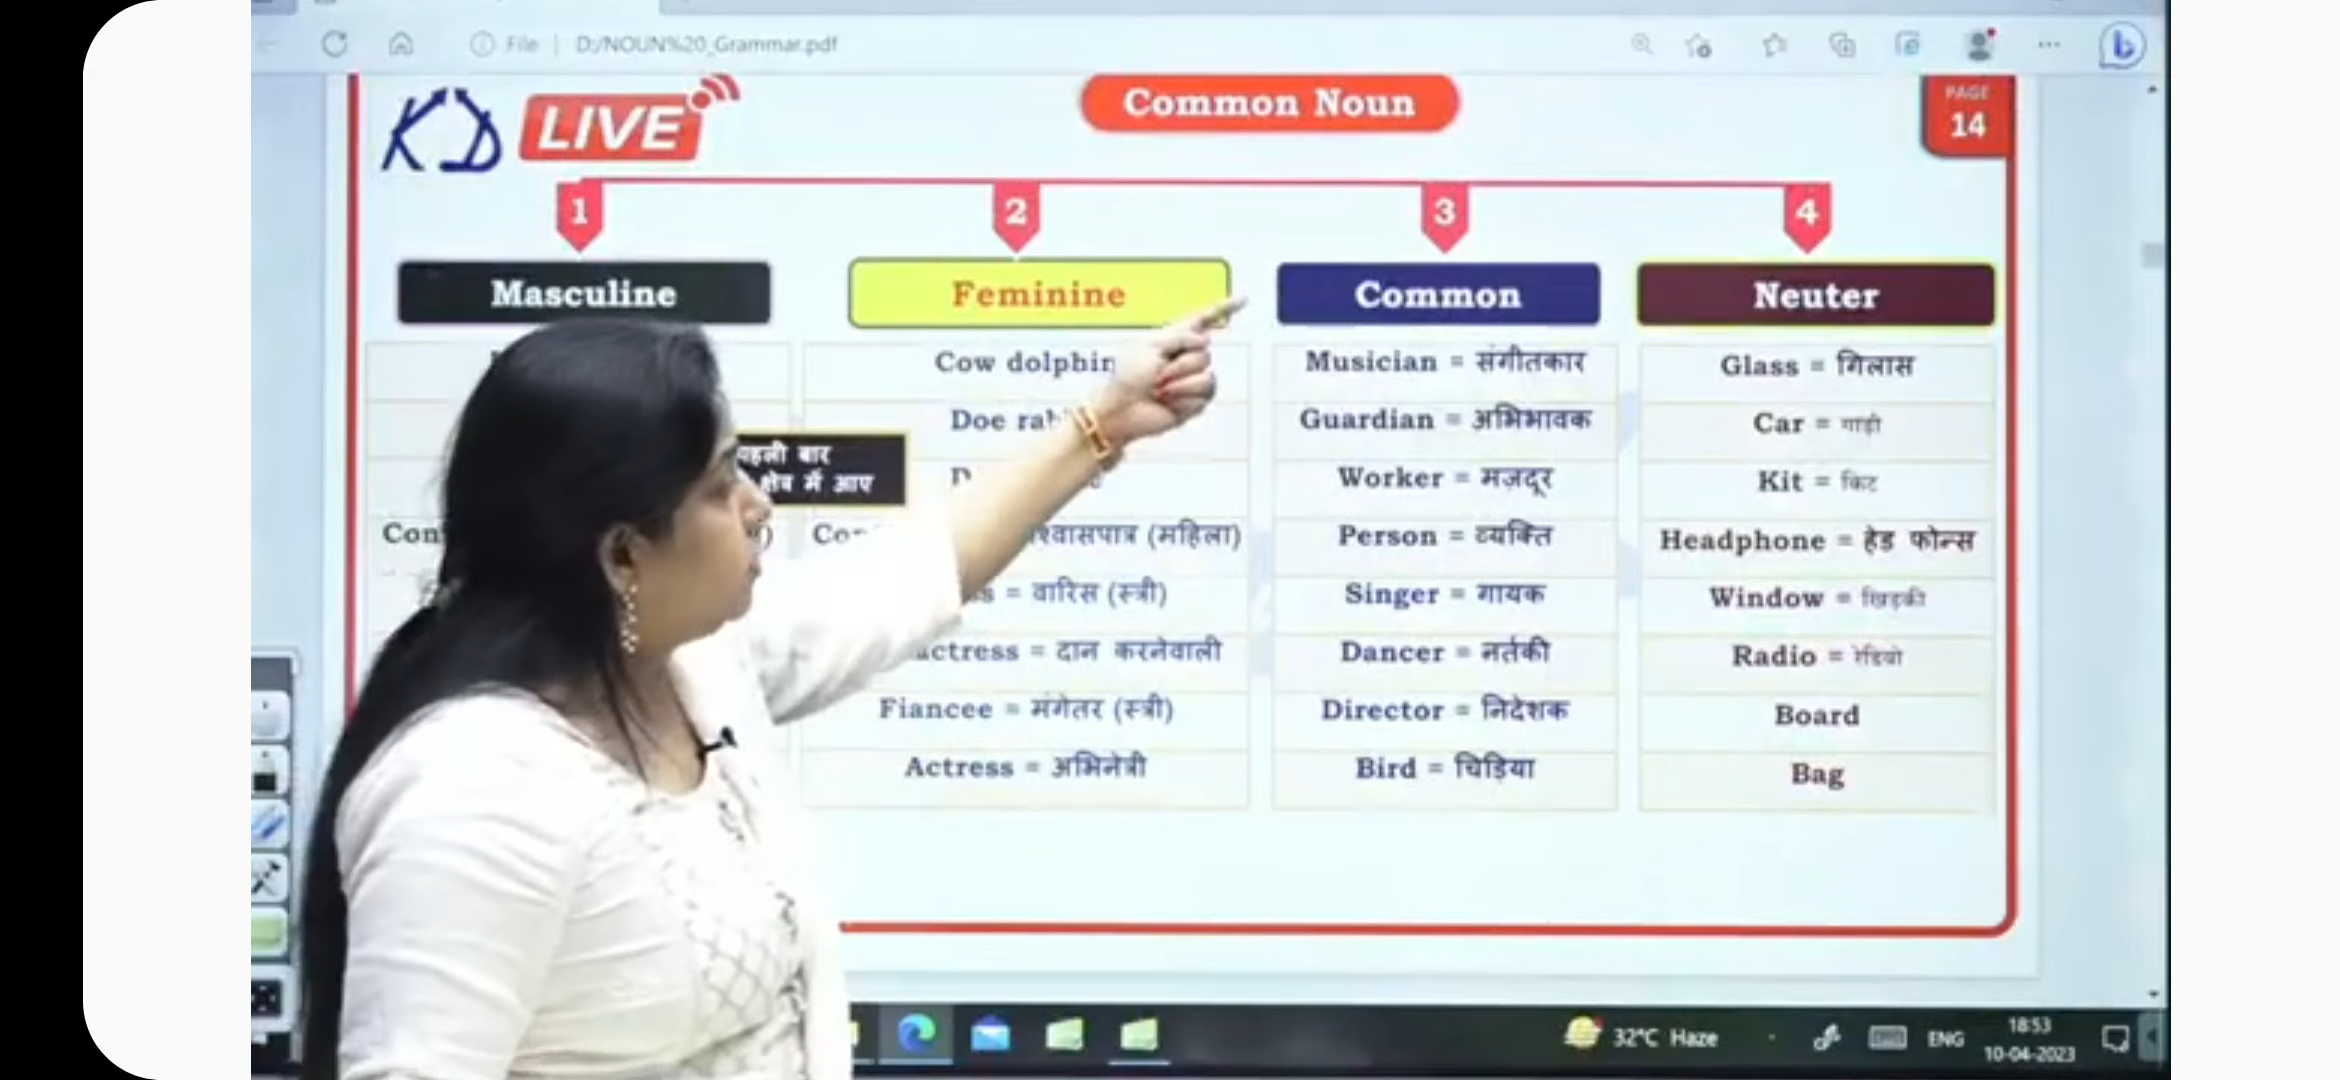 File | D:/NOUN%20_Grammar.pdf
KD LIVE
Common Noun
PAGE
14
1
2
3
4
Masculine
Feminine
Common
Neuter
Cow dolphin
Musician = संगीतकार
Glass = गिलास
Doe
Guardian = अभिभावक
Car = गाड़ी
पहली बार
क्षेत्र में आए
Worker = मज़दूर
Kit = किट
(महिला)
Person = व्यक्ति
Headphone = हेड फोन्स
= वारिस (स्त्री)
Singer = गायक
Window = खिड़की
= दान करनेवाली
Dancer = नर्तकी
Radio = रेडियो
Fiancee = मंगेतर (स्त्री)
Director = निदेशक
Board
Actress = अभिनेत्री
Bird = चिड़िया
Bag
32°C Haze
ENG
18:53
10-04-2023